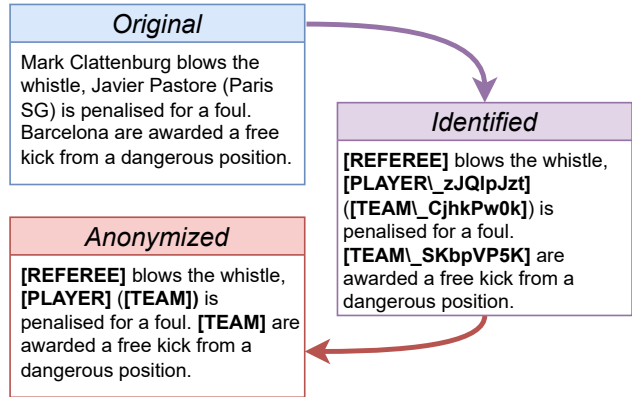 Original
Mark Clattenburg blows the
whistle, Javier Pastore (Paris
SG) is penalised for a foul.
Barcelona are awarded a free
kick from a dangerous position.
Identified
[REFEREE] blows the whistle,
[PLAYER\_zJQlpJzt]
([TEAM\_CjhkPw0k]) is
penalised for a foul.
[TEAM\_SKbpVP5K] are
awarded a free kick from a
dangerous position.
Anonymized
[REFEREE] blows the whistle,
[PLAYER] ([TEAM]) is
penalised for a foul. [TEAM] are
awarded a free kick from a
dangerous position.